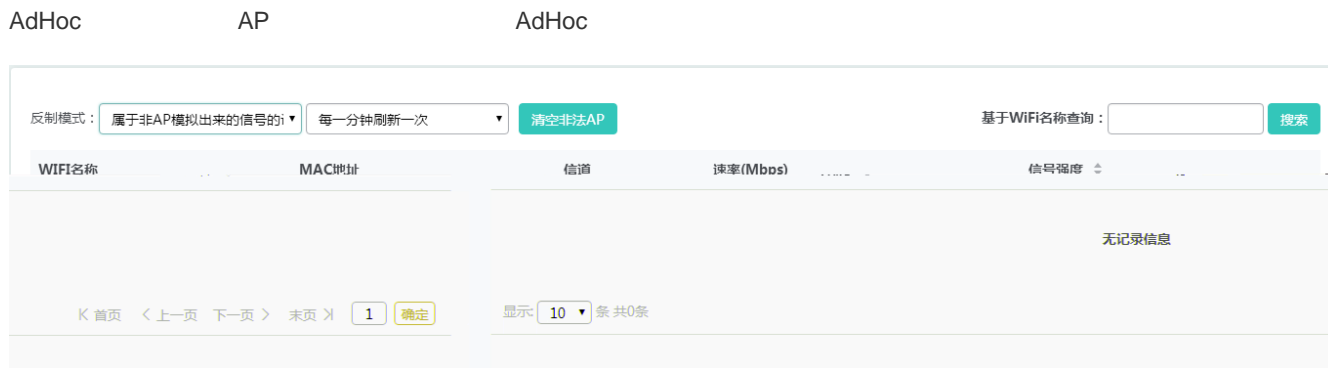 AdHoc AP AdHoc
反制模式： 属于非AP模拟出来的信号的 每一分钟刷新一次 清空非法AP 基于WiFi名称查询： 搜索
WIFI名称 MAC地址 信道 速率(Mbps) 信号强度
无记录信息
首页 上一页 下一页 末页 1 确定 显示: 10 条 共0条